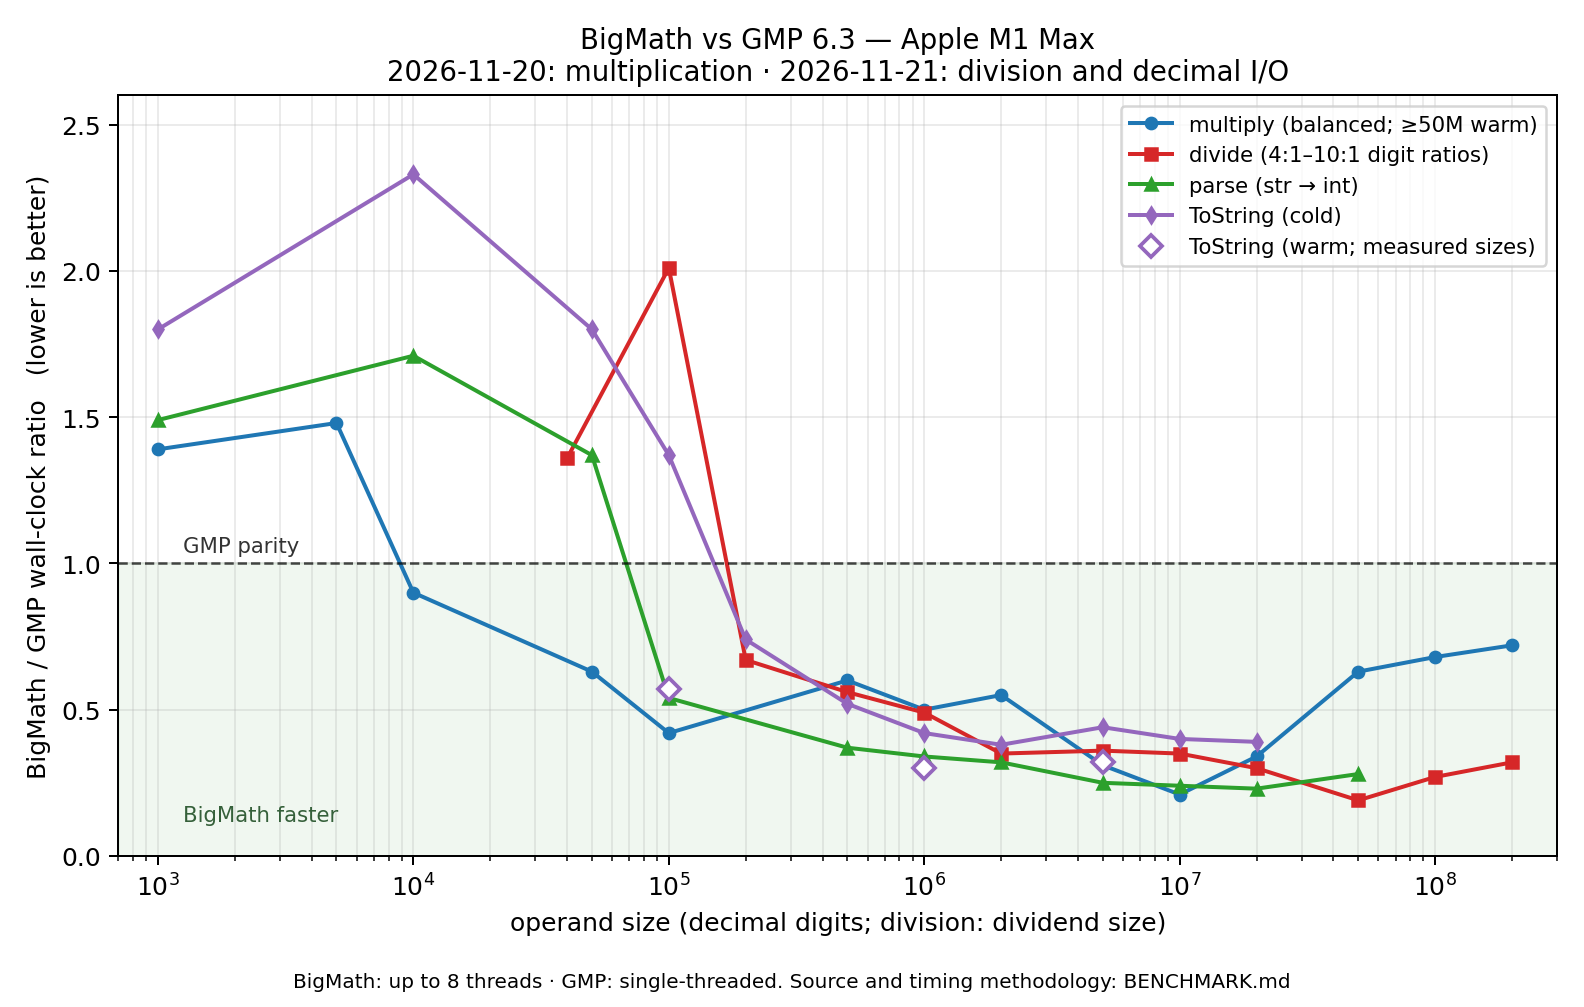 BigMath vs GMP 6.3 — Apple M1 Max
2026-11-20: multiplication · 2026-11-21: division and decimal I/O
BigMath / GMP wall-clock ratio (lower is better)
2.5
2.0
1.5
1.0
0.5
0.0
multiply (balanced; ≥50M warm)
divide (4:1–10:1 digit ratios)
parse (str → int)
ToString (cold)
ToString (warm; measured sizes)
GMP parity
BigMath faster
10³
10⁴
10⁵
10⁶
10⁷
10⁸
operand size (decimal digits; division: dividend size)
BigMath: up to 8 threads · GMP: single-threaded. Source and timing methodology: BENCHMARK.md